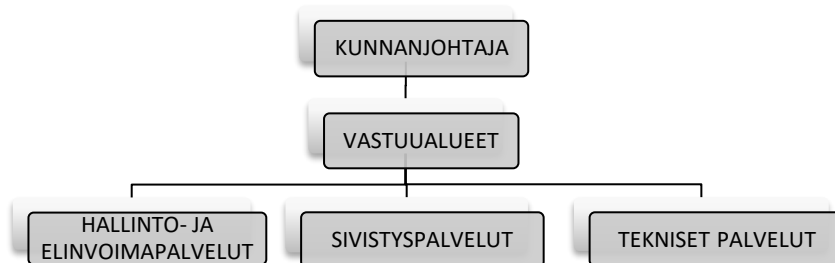 KUNNANJOHTAJA
VASTUUALUEET
HALLINTO- JA
ELINVOIMAPALVELUT
SIVISTYSPALVELUT
TEKNISET PALVELUT